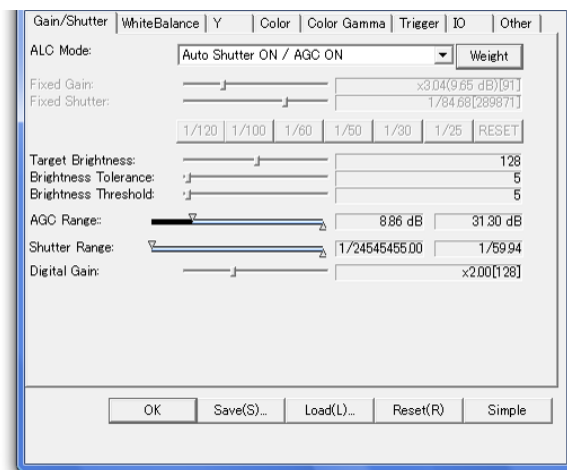 Gain/Shutter WhiteBalance Y Color Color Gamma Trigger IO Other
ALC Mode: Auto Shutter ON / AGC ON Weight
Fixed Gain: x3.04(9.65 dB)[91]
Fixed Shutter: 1/84.68[289871]
1/120 1/100 1/60 1/50 1/30 1/25 RESET
Target Brightness: 128
Brightness Tolerance: 5
Brightness Threshold: 5
AGC Range: 8.86 dB 31.30 dB
Shutter Range: 1/24545455.00 1/59.94
Digital Gain: x2.00[128]
OK Save(S)... Load(L)... Reset(R) Simple